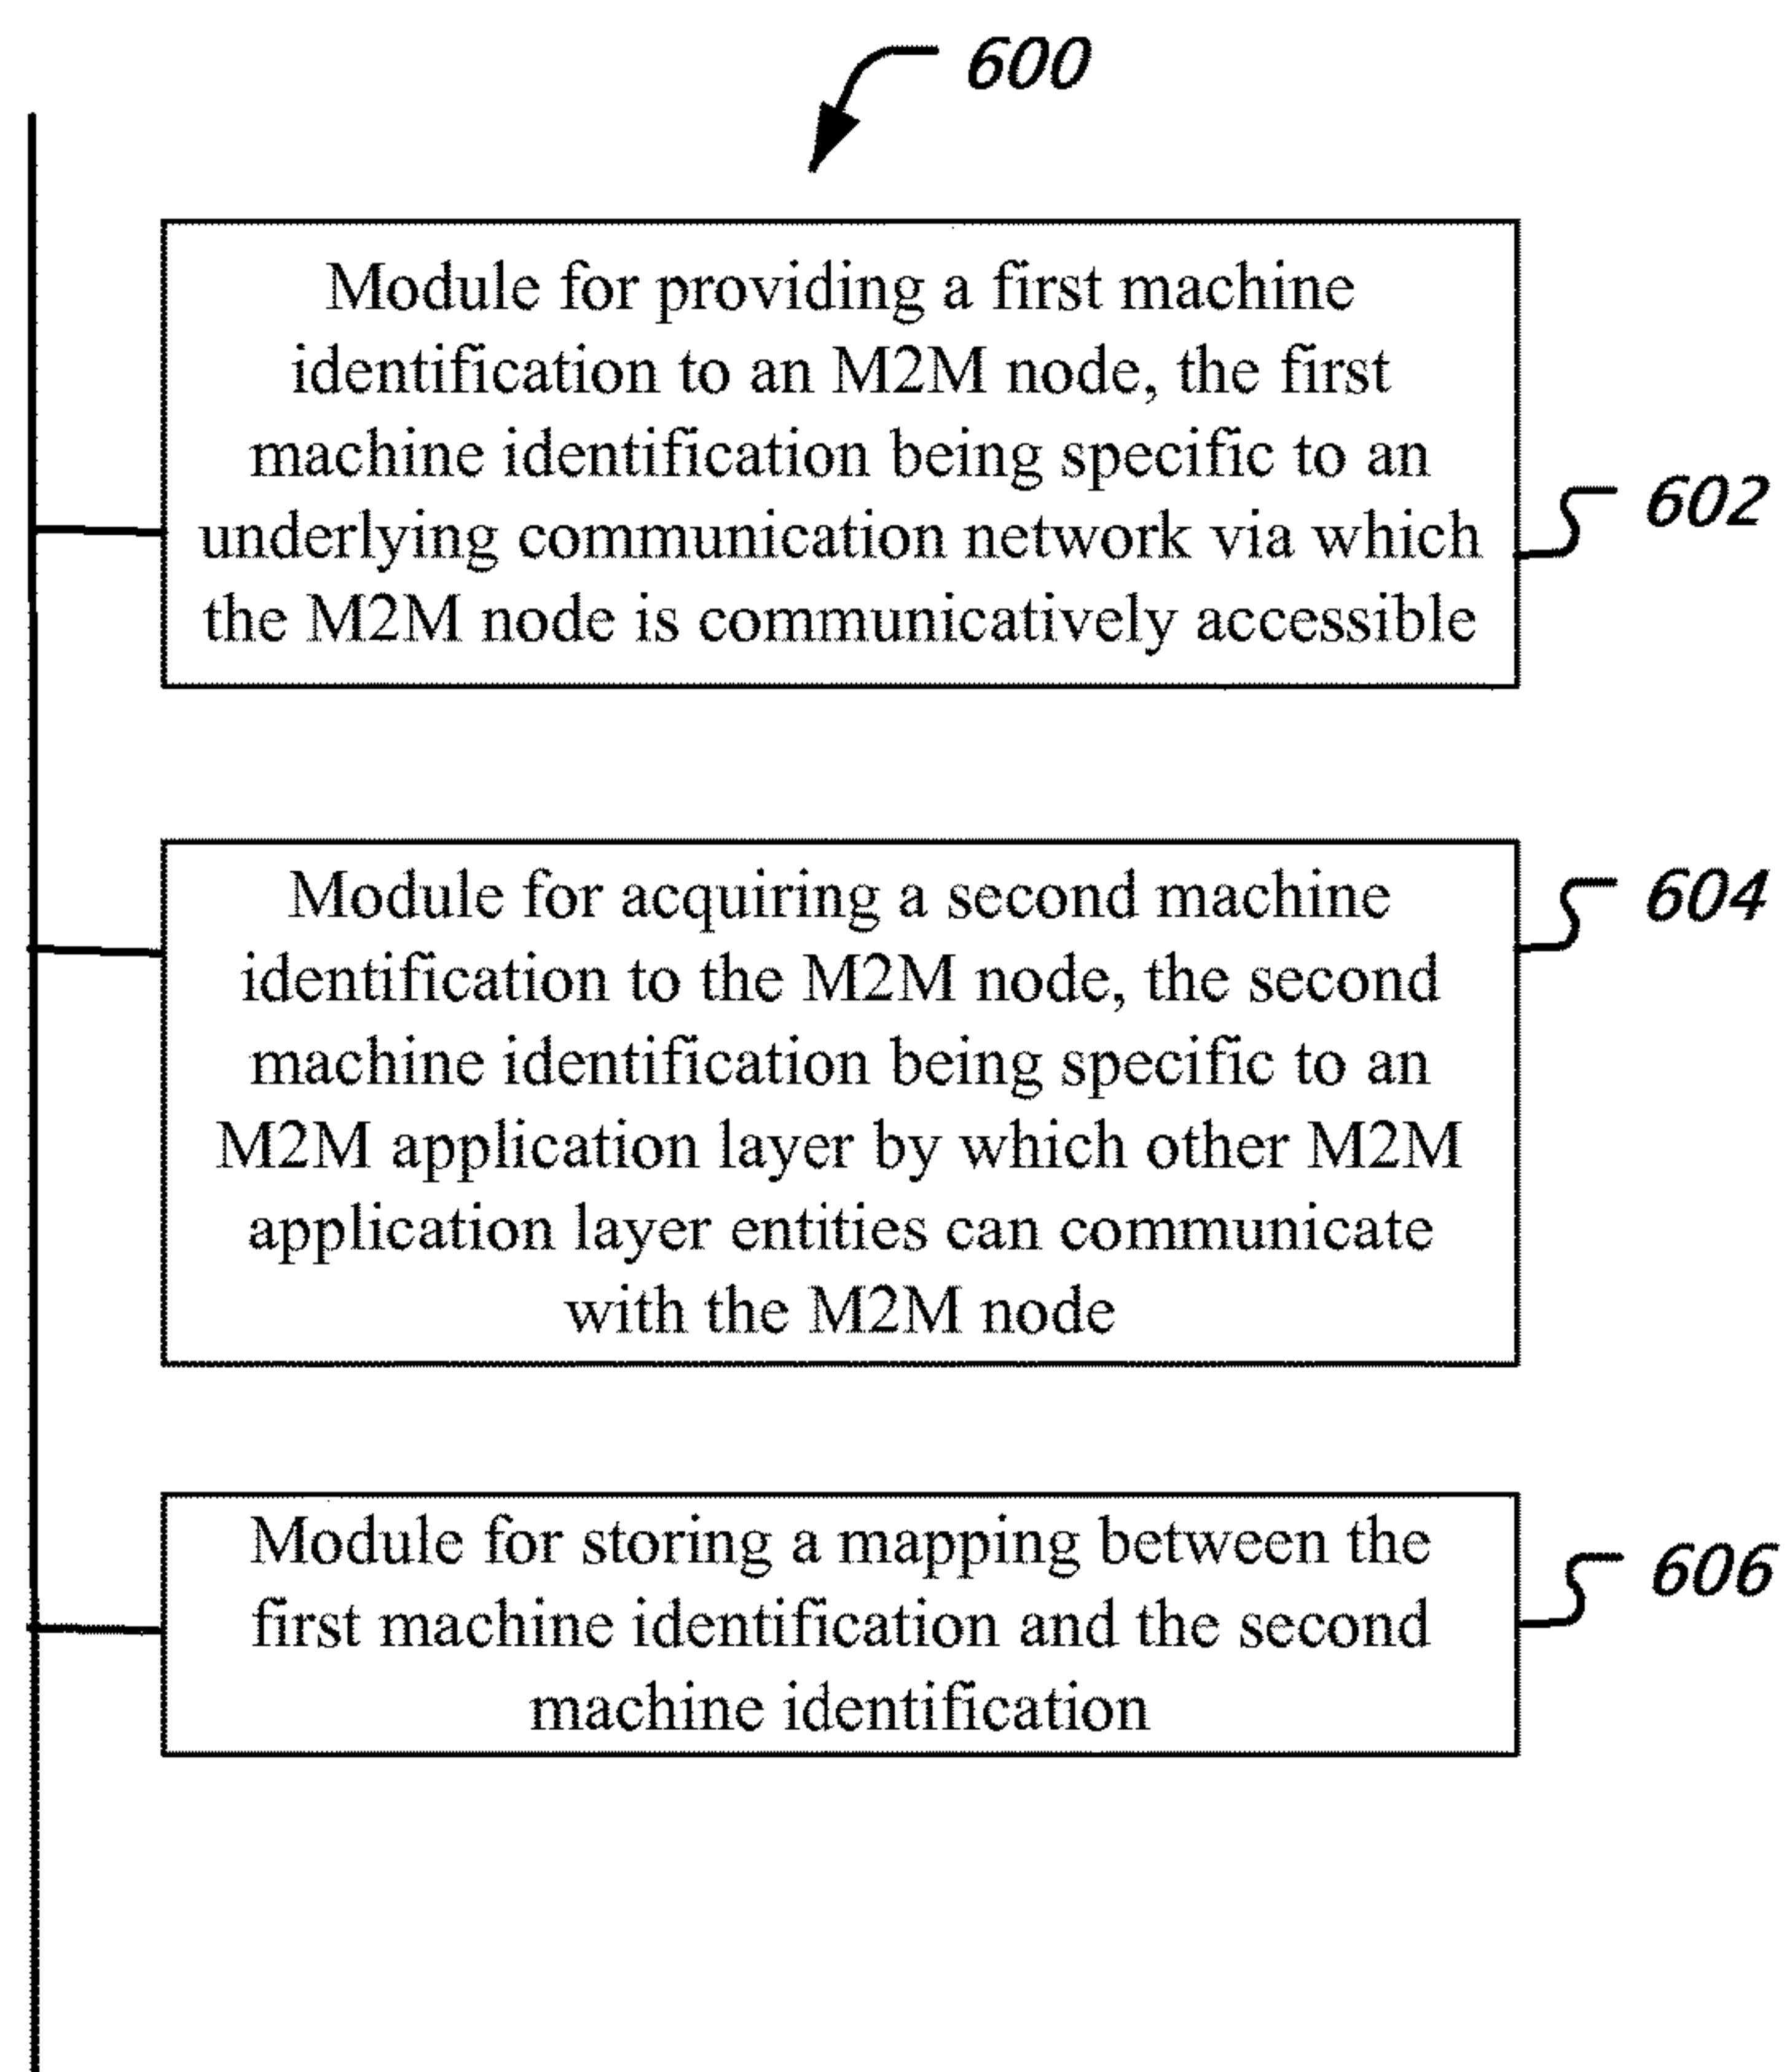 600
Module for providing a first machine
identification to an M2M node, the first
machine identification being specific to an
underlying communication network via which
the M2M node is communicatively accessible
602
Module for acquiring a second machine
identification to the M2M node, the second
machine identification being specific to an
M2M application layer by which other M2M
application layer entities can communicate
with the M2M node
604
Module for storing a mapping between the
first machine identification and the second
machine identification
606